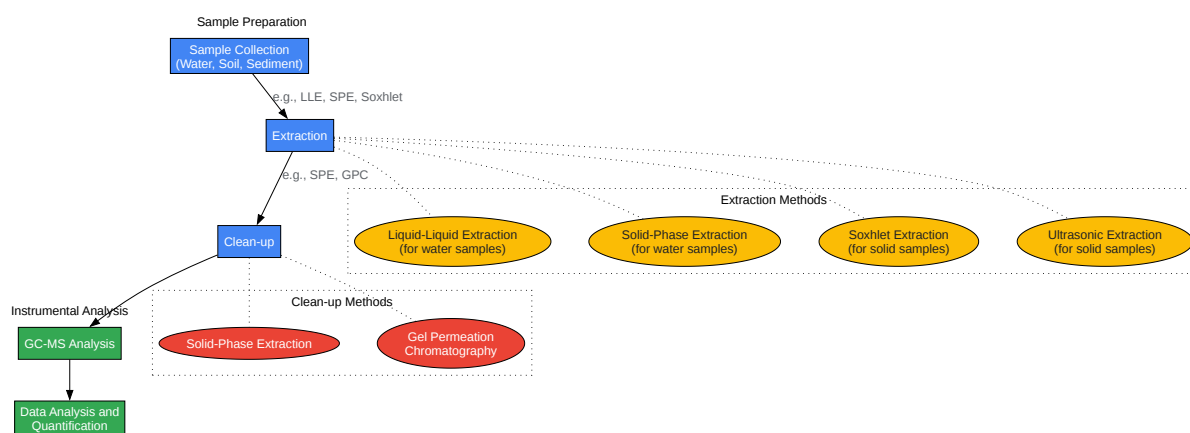 Sample Preparation
Sample Collection
(Water, Soil, Sediment)
e.g., LLE, SPE, Soxhlet
Extraction
e.g., SPE, GPC
Extraction Methods
Liquid-Liquid Extraction
(for water samples)
Solid-Phase Extraction
(for water samples)
Soxhlet Extraction
(for solid samples)
Ultrasonic Extraction
(for solid samples)
Clean-up
Clean-up Methods
Solid-Phase Extraction
Gel Permeation
Chromatography
Instrumental Analysis
GC-MS Analysis
Data Analysis and
Quantification